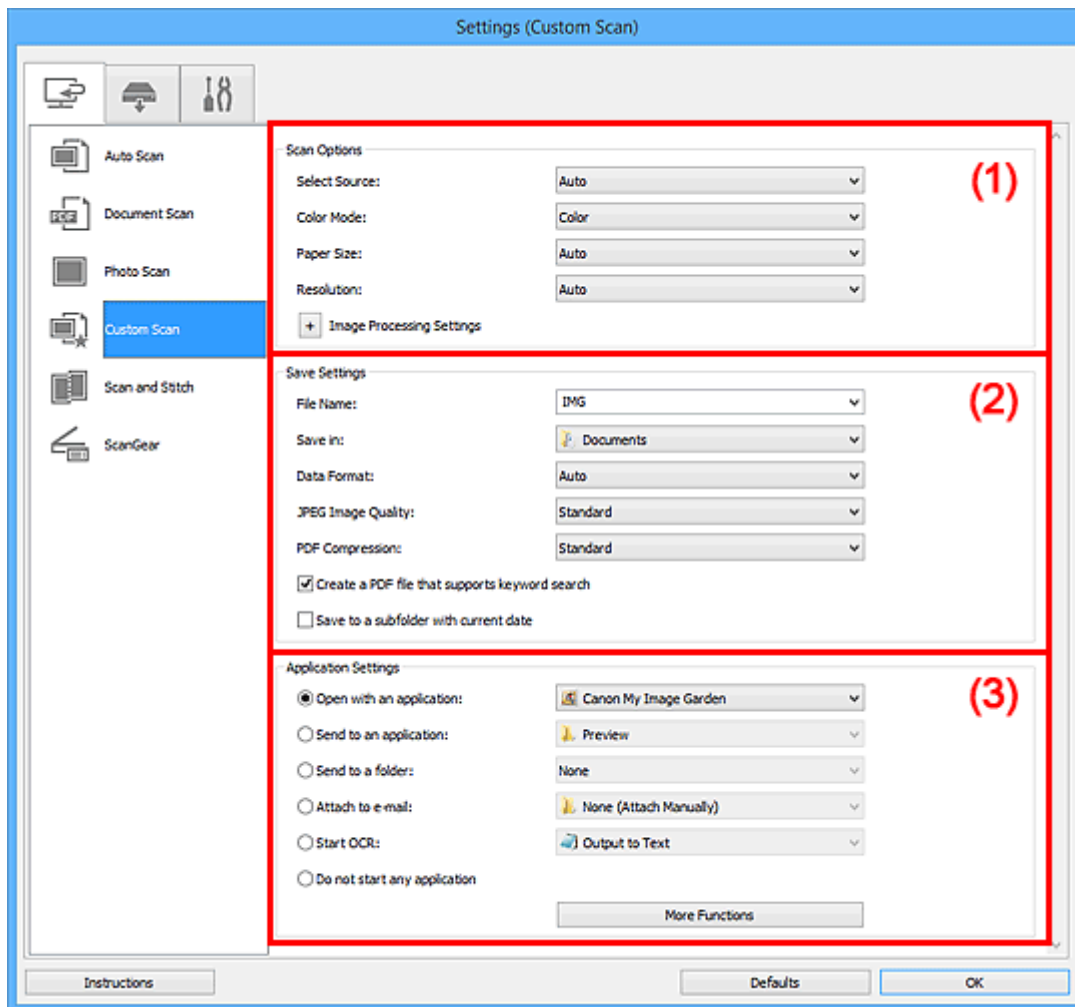 Settings (Custom Scan)
Auto Scan
Document Scan
Photo Scan
Custom Scan
Scan and Stitch
ScanGear
Scan Options
(1)
Select Source: Auto
Color Mode: Color
Paper Size: Auto
Resolution: Auto
+ Image Processing Settings
Save Settings
(2)
File Name: IMG
Save in: Documents
Data Format: Auto
JPEG Image Quality: Standard
PDF Compression: Standard
Create a PDF file that supports keyword search
Save to a subfolder with current date
Application Settings
(3)
Open with an application: Canon My Image Garden
Send to an application: Preview
Send to a folder: None
Attach to e-mail: None (Attach Manually)
Start OCR: Output to Text
Do not start any application
More Functions
Instructions Defaults OK